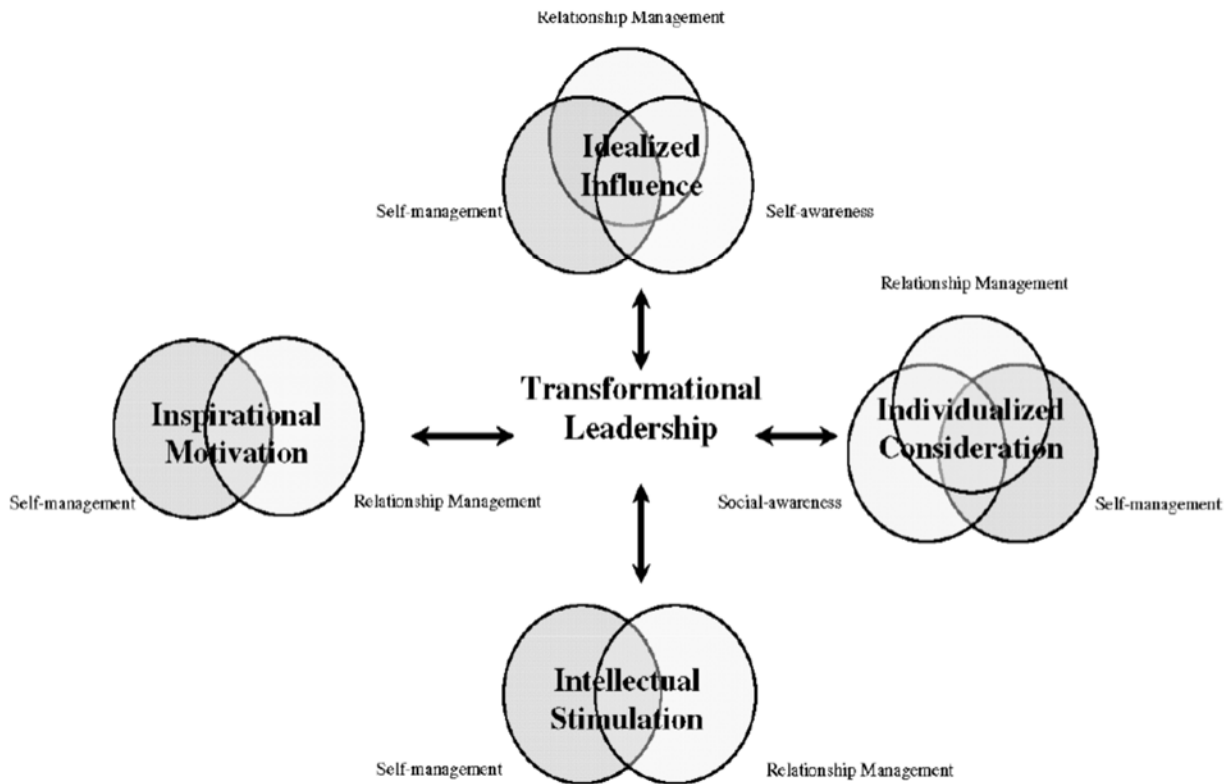 Relationship Management
Idealized
Influence
Self-management
Self-awareness
Relationship Management
Transformational
Leadership
Inspirational
Motivation
Individualized
Consideration
Self-management
Relationship Management
Social-awareness
Self-management
Intellectual
Stimulation
Self-management
Relationship Management